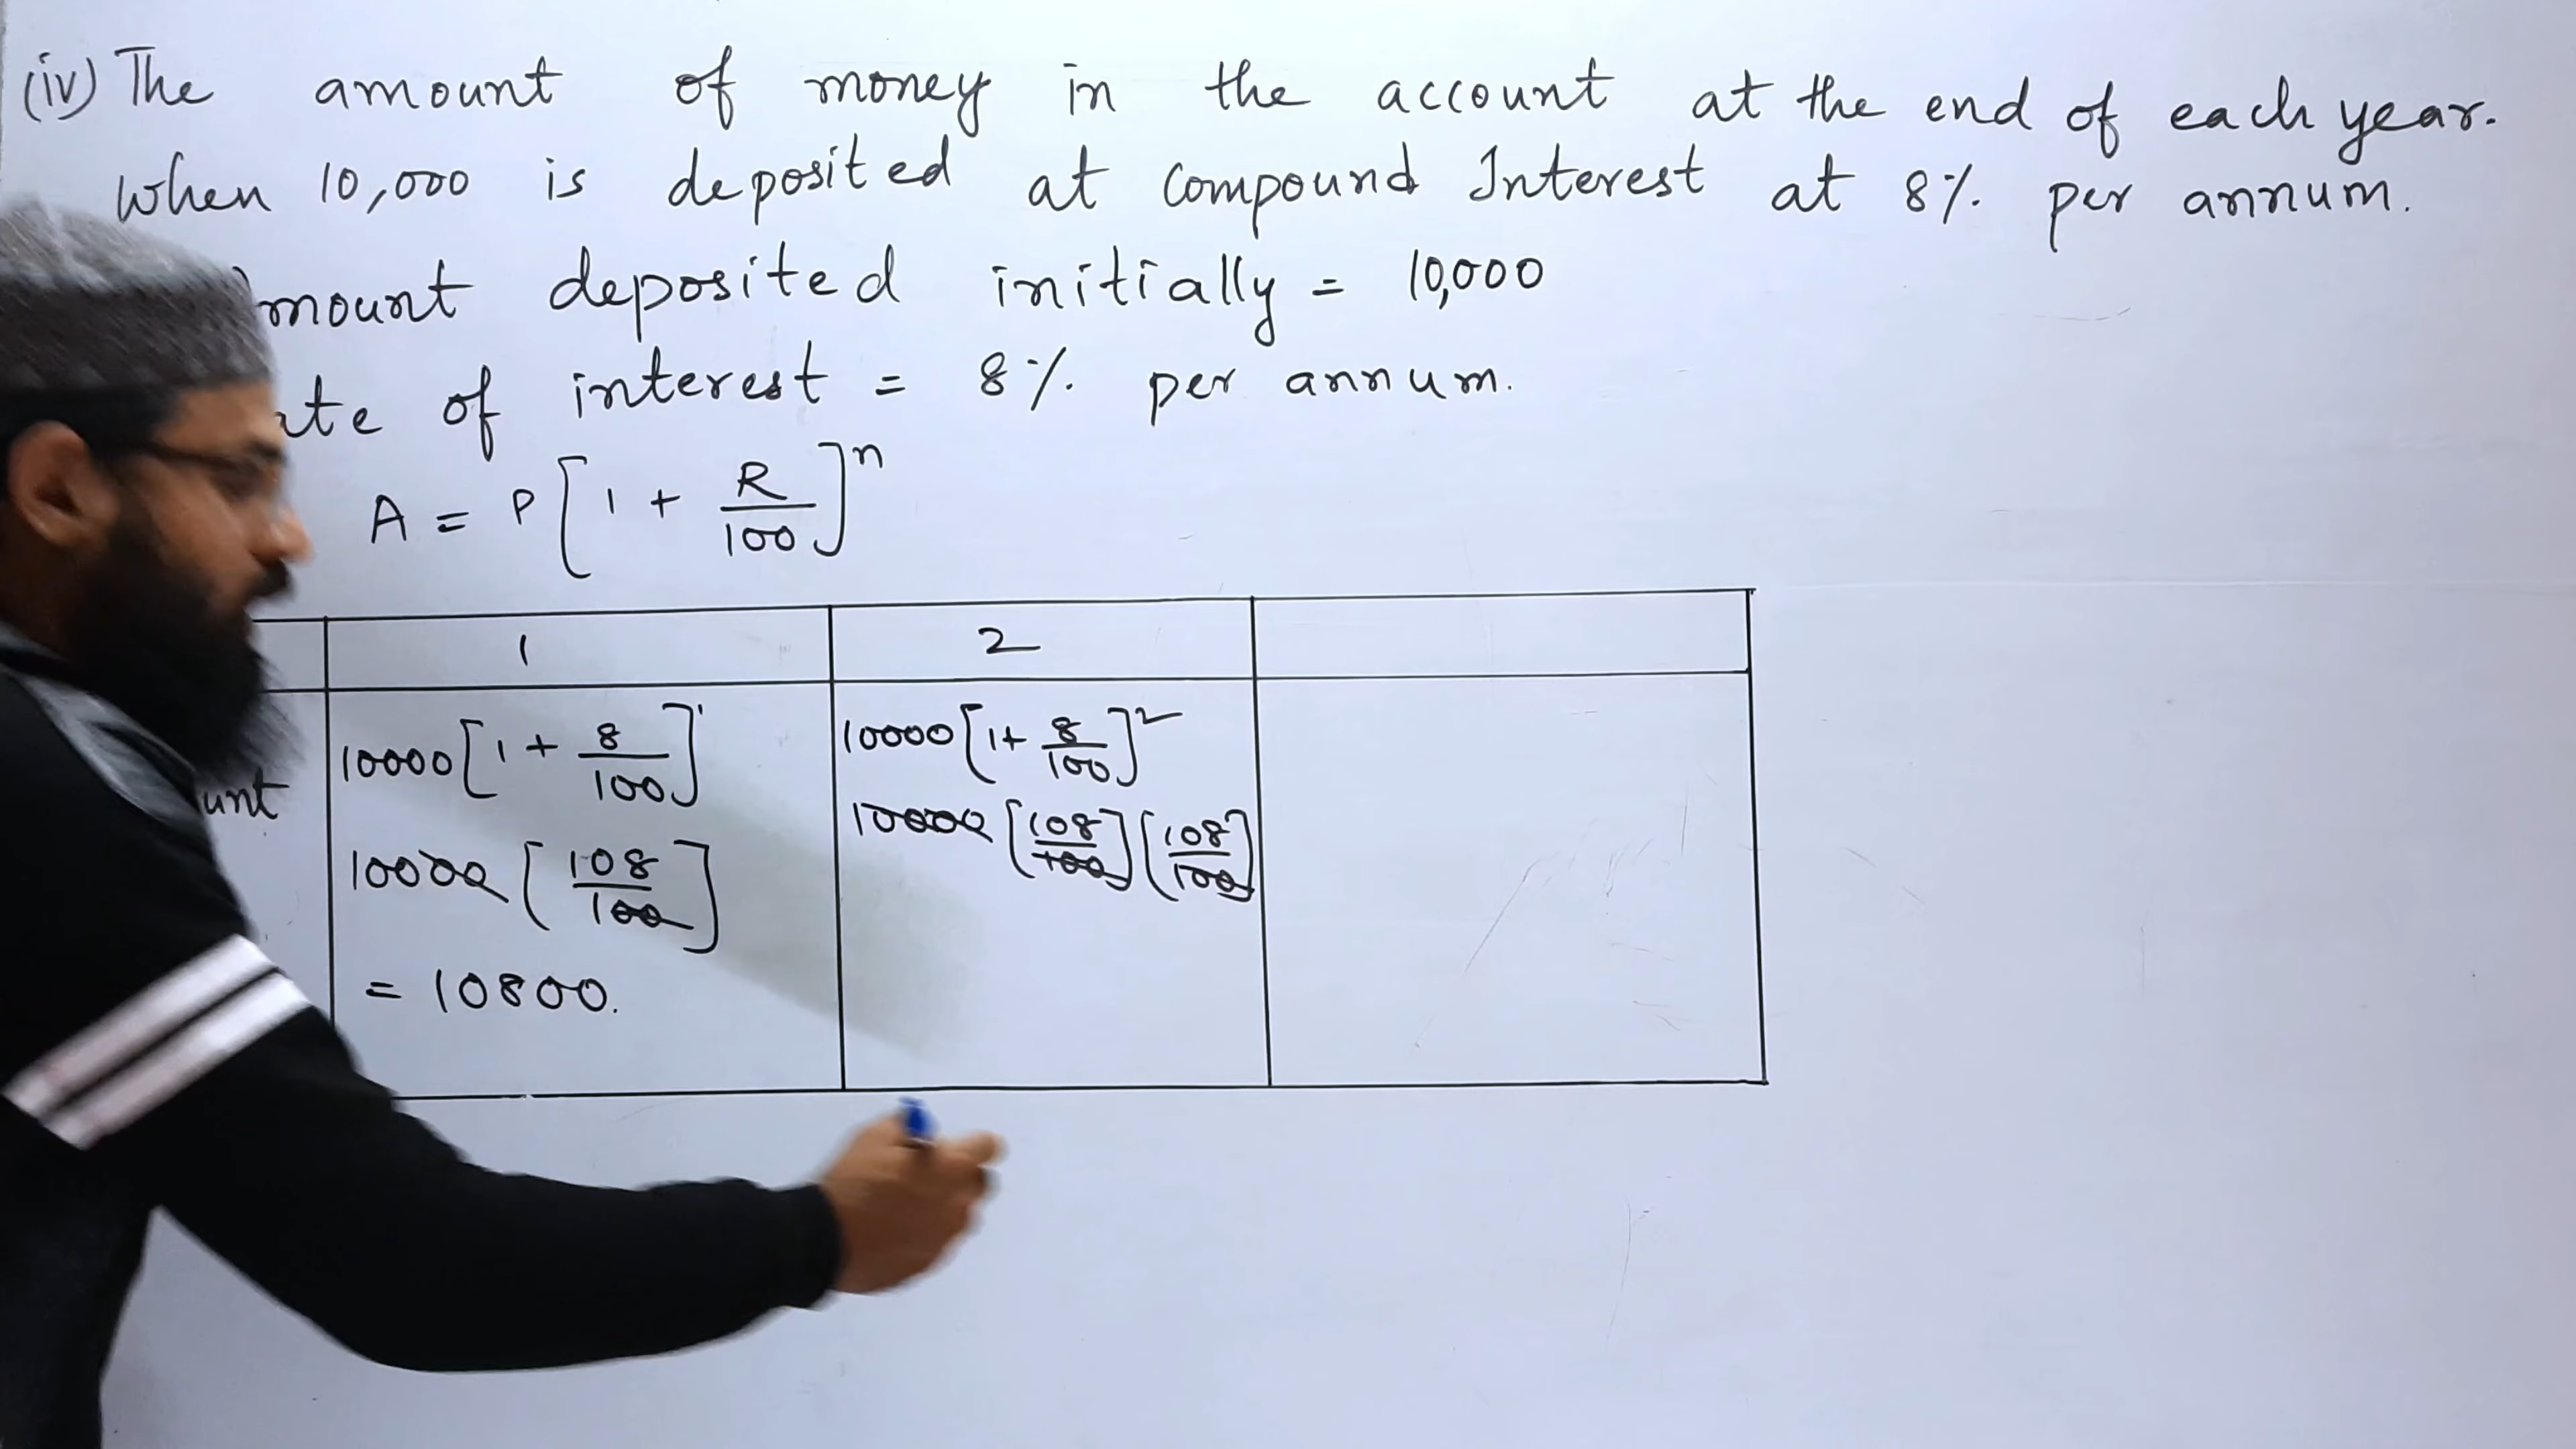 (iv) The amount of money in the account at the end of each year.
when 10,000 is deposited at compound Interest at 8% per annum.
mount deposited initially = 10,000
ate of interest = 8% per annum.
A = P[1 + R/100]^n
1 2
10000[1 + 8/100]^1 10000[1+ 8/100]^2
unt
10000 [108/100] 10000 [108/100][108/100]
= 10800.